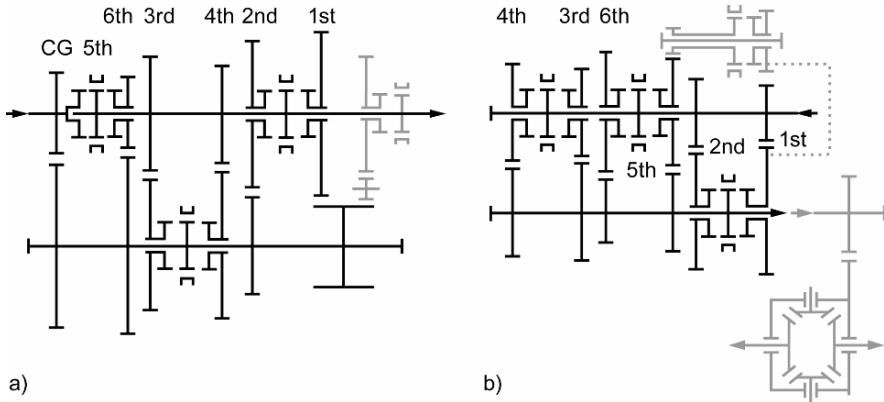 6th 3rd 4th 2nd 1st
CG 5th
4th 3rd 6th
5th
2nd
1st
a)
b)